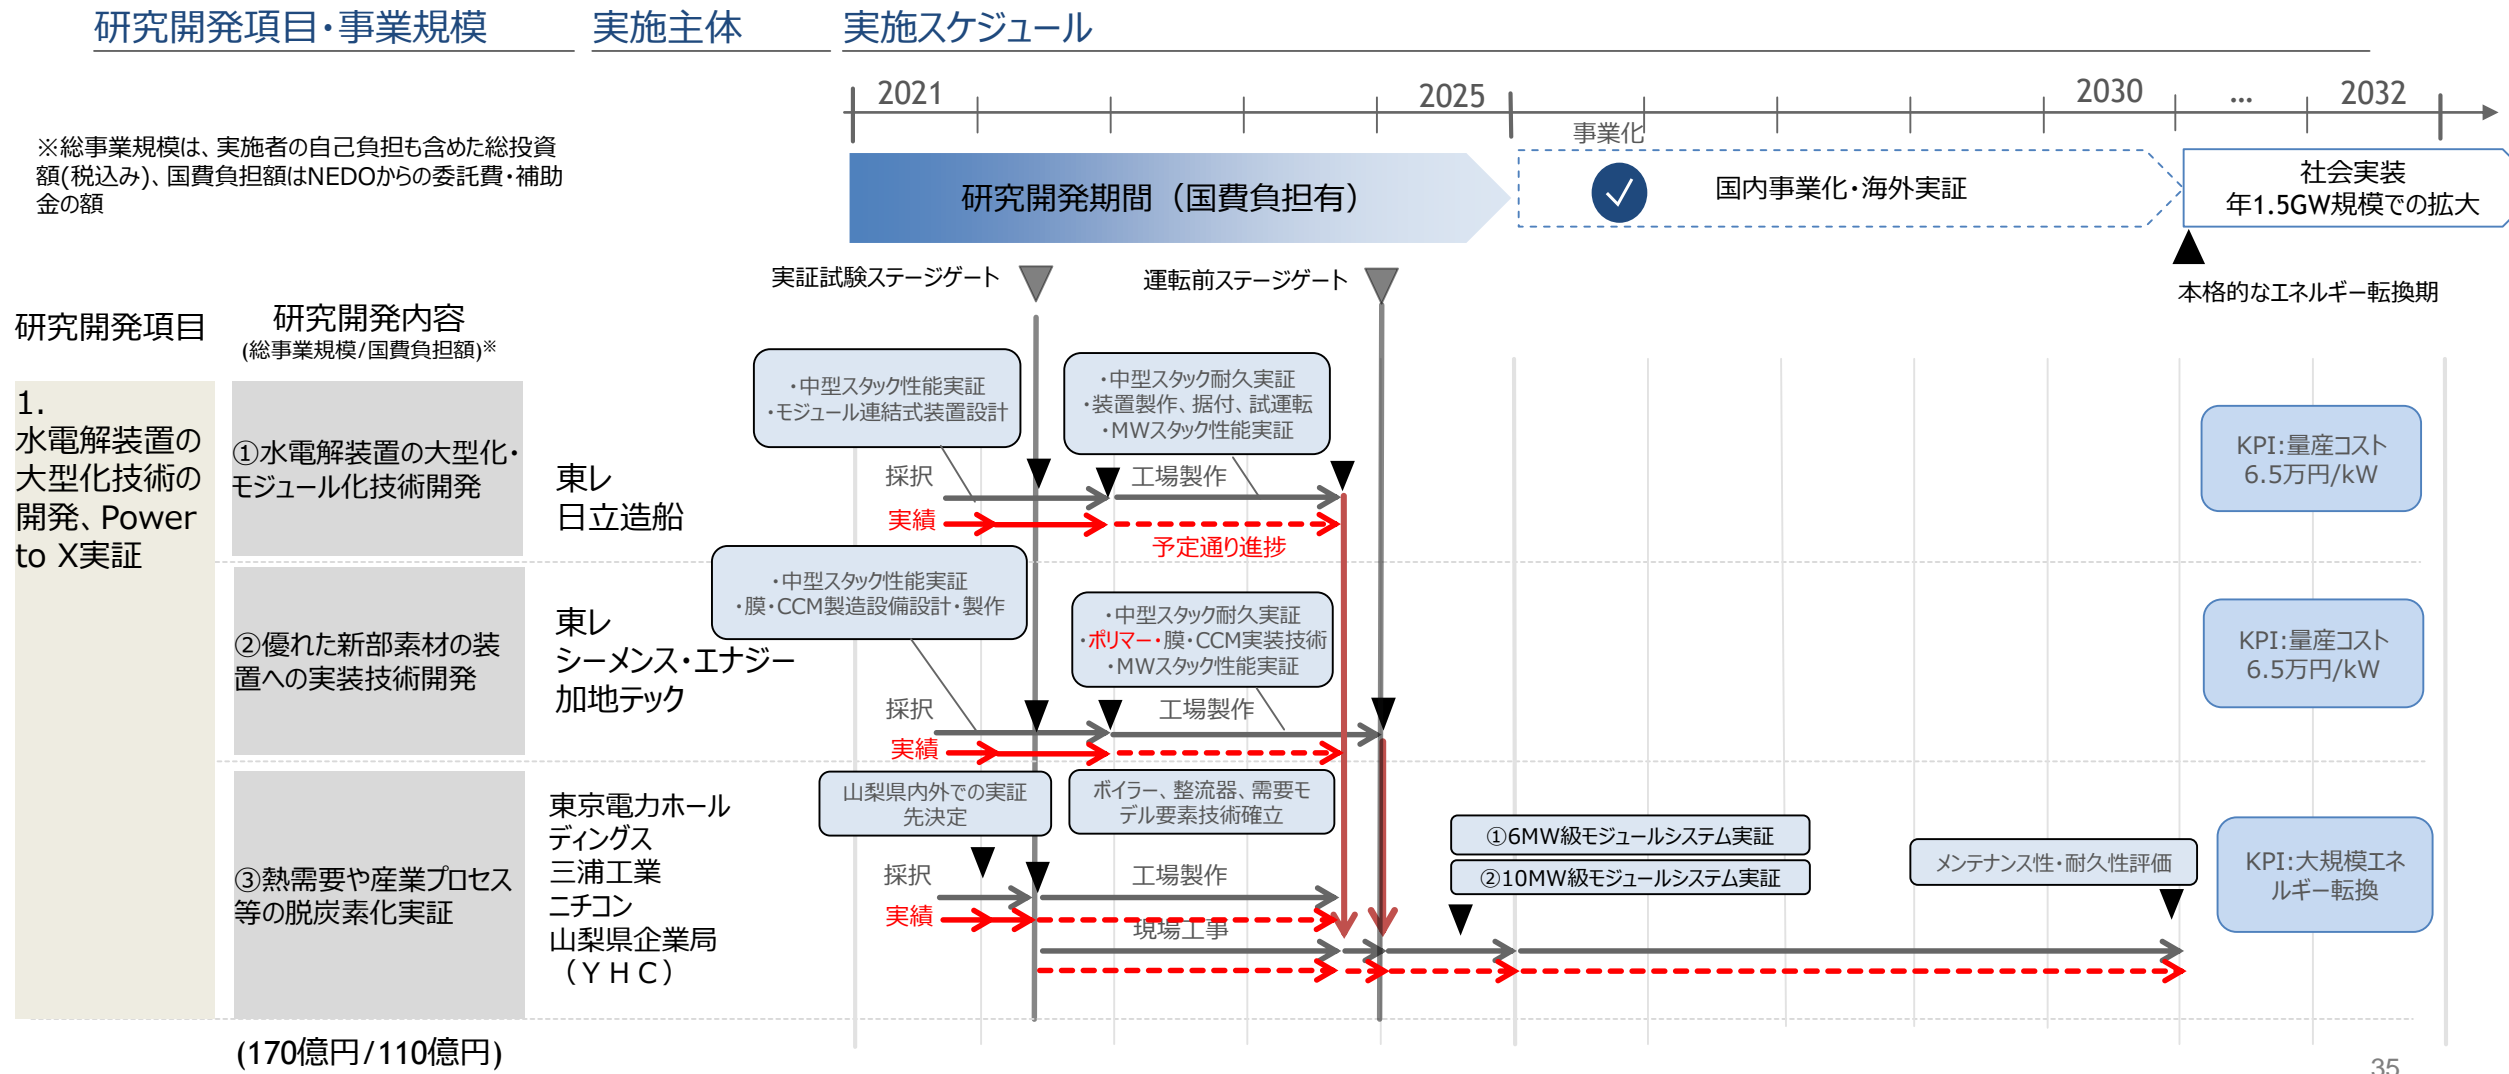 研究開発項目・事業規模
実施主体
実施スケジュール
2021
2025
2030
...
2032
※総事業規模は、実施者の自己負担も含めた総投資
額(税込み)、国費負担額はNEDOからの委託費・補助
金の額
事業化
研究開発期間（国費負担有）
国内事業化・海外実証
社会実装
年1.5GW規模での拡大
実証試験ステージゲート
運転前ステージゲート
本格的なエネルギー転換期
研究開発項目
研究開発内容
(総事業規模/国費負担額)※
1.
水電解装置の
大型化技術の
開発、Power
to X実証
①水電解装置の大型化・
モジュール化技術開発
東レ
日立造船
・中型スタック性能実証
・モジュール連結式装置設計
・中型スタック耐久実証
・装置製作、据付、試運転
・MWスタック性能実証
採択
工場製作
実績
予定通り進捗
KPI:量産コスト
6.5万円/kW
②優れた新部素材の装
置への実装技術開発
東レ
シーメンス・エナジー
加地テック
・中型スタック性能実証
・膜・CCM製造設備設計・製作
・中型スタック耐久実証
・ポリマー・膜・CCM実装技術
・MWスタック性能実証
採択
工場製作
実績
KPI:量産コスト
6.5万円/kW
③熱需要や産業プロセス
等の脱炭素化実証
東京電力ホール
ディングス
三浦工業
ニチコン
山梨県企業局
（ＹＨＣ）
山梨県内外での実証
先決定
ボイラー、整流器、需要モ
デル要素技術確立
採択
工場製作
実績
現場工事
①6MW級モジュールシステム実証
②10MW級モジュールシステム実証
メンテナンス性・耐久性評価
KPI:大規模エネ
ルギー転換
(170億円/110億円)
35